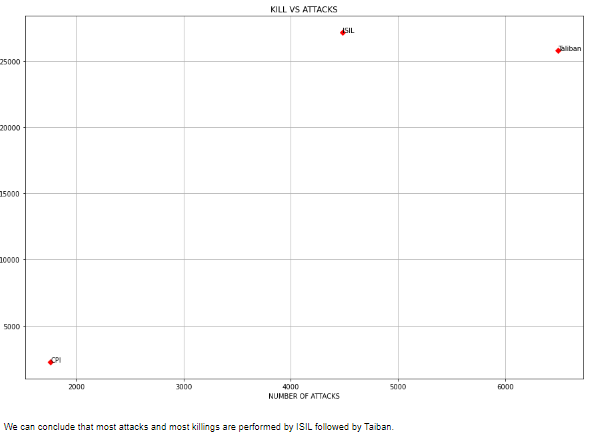 KILL VS ATTACKS
ISIL
Taliban
25000
20000
15000
10000
5000
CPI
2000 3000 4000 5000 6000
NUMBER OF ATTACKS
We can conclude that most attacks and most killings are performed by ISIL followed by Taiban.